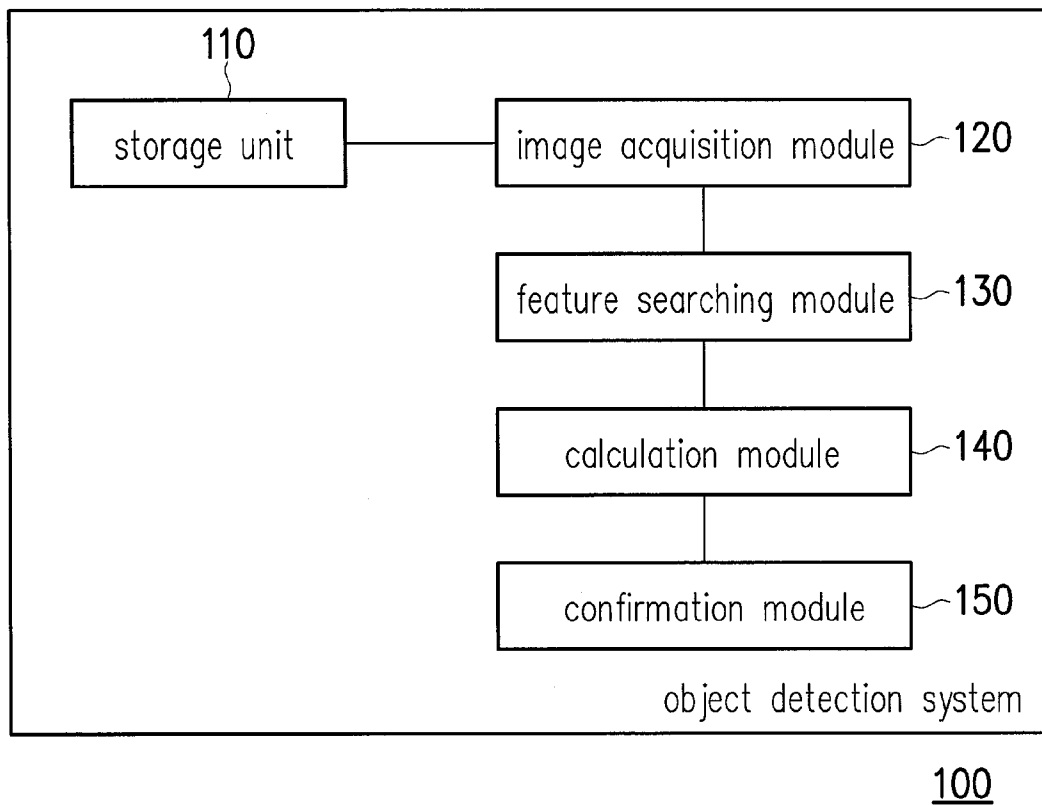 110
storage unit
image acquisition module
120
feature searching module
130
calculation module
140
confirmation module
150
object detection system
100